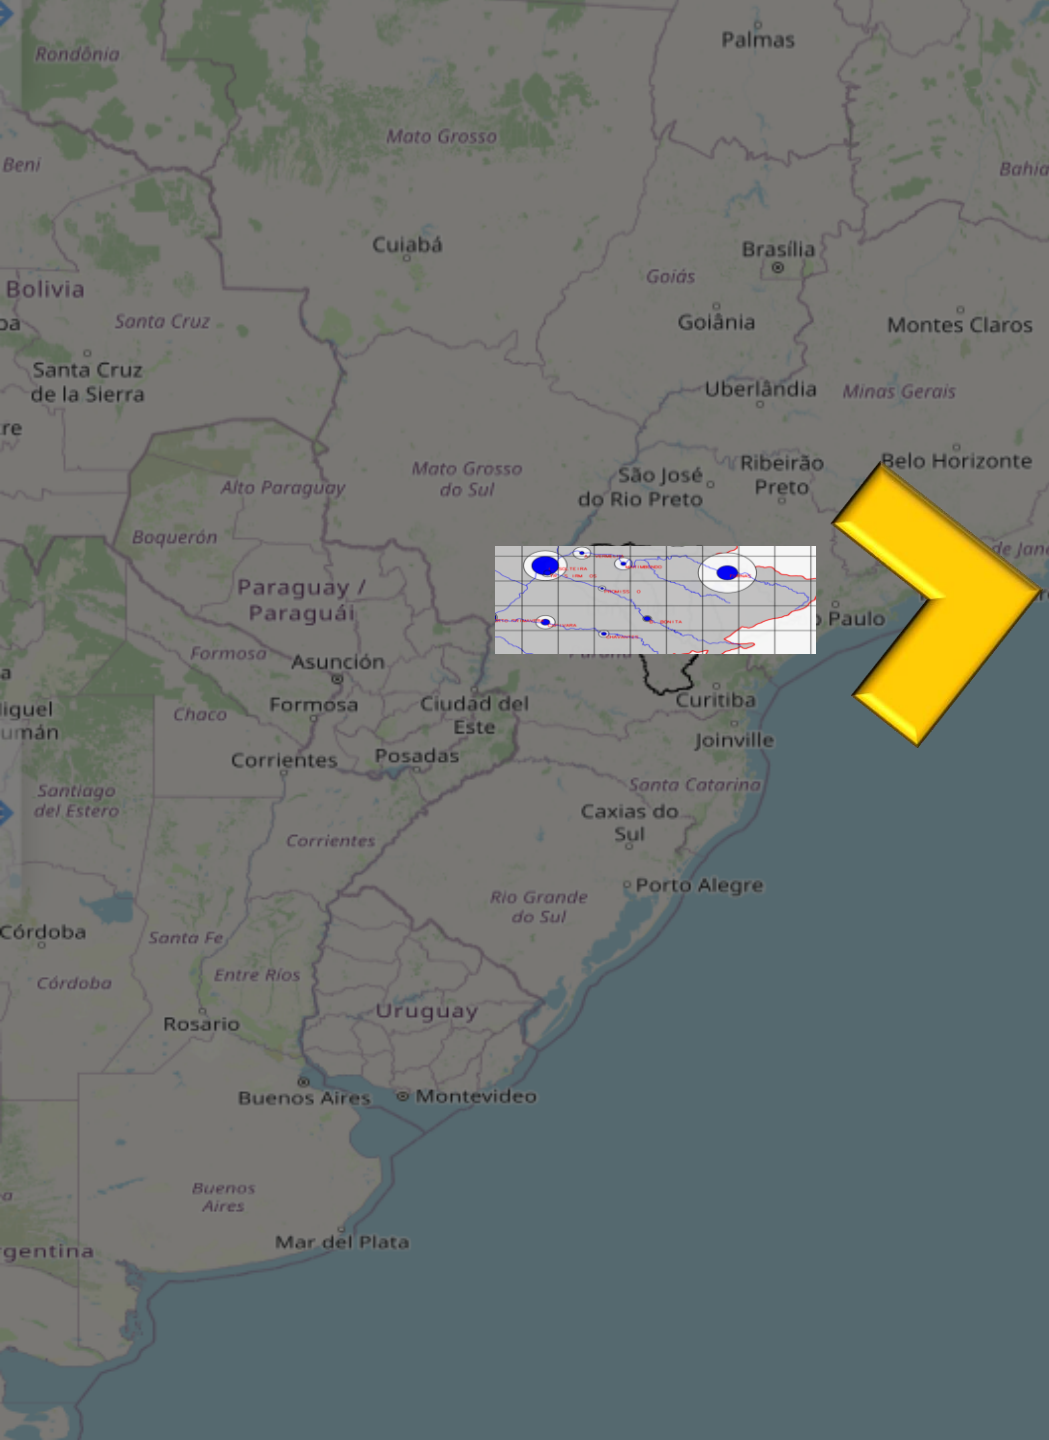 Palmas
Rondônia
Mato Grosso
Beni
Bahia
Cuiabá
Brasília
Goiás
Bolivia
Santa Cruz
Goiânia
Montes Claros
Santa Cruz
de la Sierra
Uberlândia
Minas Gerais
Belo Horizonte
Mato Grosso
do Sul
São José
do Rio Preto
Ribeirão
Preto
Alto Paraguay
Boquerón
de Jane
Paraguay /
Paraguái
Paulo
Formosa
Asunción
Formosa
Ciudad del
Este
Curitiba
Chaco
Joinville
Corrientes
Posadas
Santiago
del Estero
Santa Catarina
Caxias do
Sul
Corrientes
Rio Grande
do Sul
Porto Alegre
Córdoba
Santa Fe
Entre Ríos
Córdoba
Uruguay
Rosario
Buenos Aires
Montevideo
Buenos
Aires
Mar del Plata
rgentina